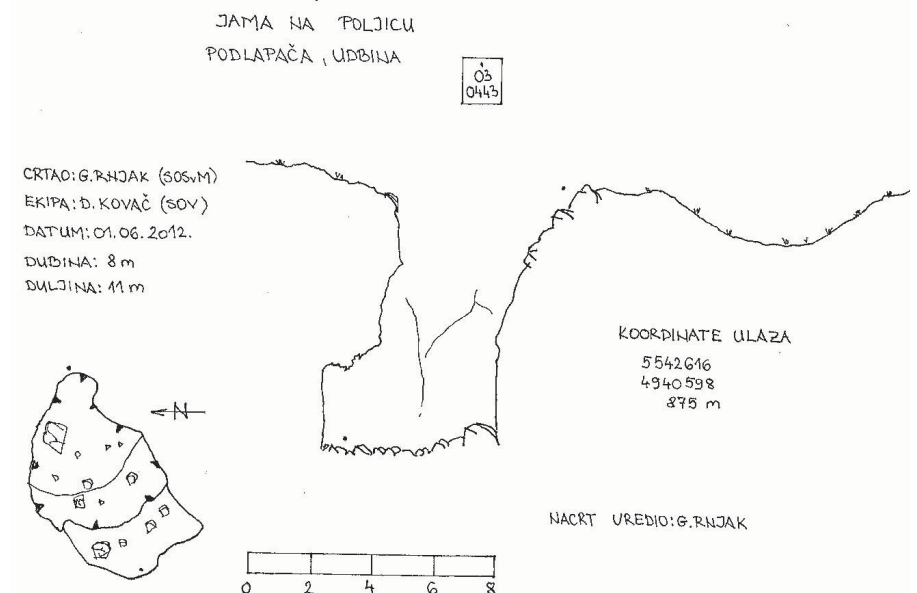 JAMA NA POLJICU
PODLAPAČA, UDBINA
03
0443
CRTAO: G.RNJAK (SOSvM)
EKIPA: D. KOVAČ (SOV)
DATUM: 01.06.2012.
DUBINA: 8 m
DULJINA: 11 m
KOORDINATE ULAZA
5542616
4940598
875 m
N
NACRT UREDIO: G.RNJAK
0 2 4 6 8